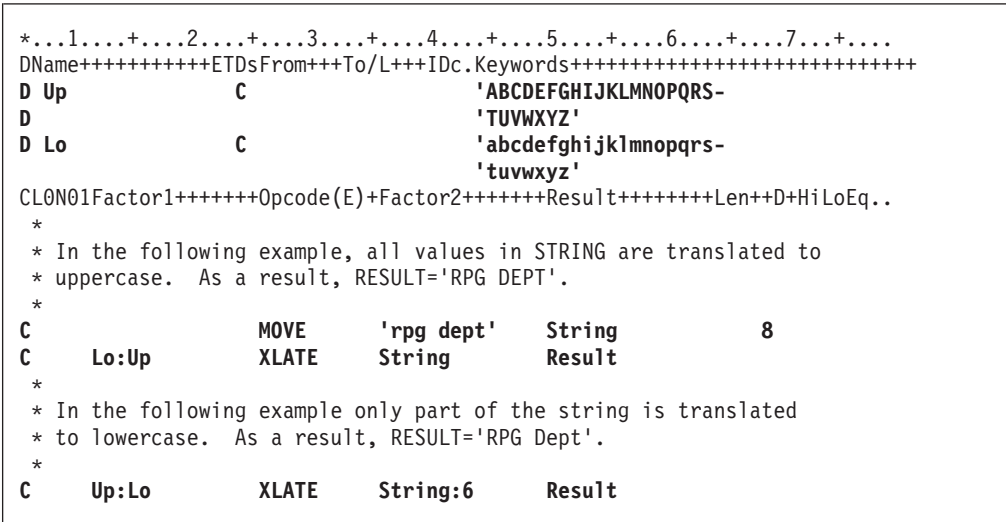 *...1....+....2....+....3....+....4....+....5....+....6....+....7...+....
DName+++++++++++ETDsFrom+++To/L+++IDc.Keywords+++++++++++++++++++++++++++++
D Up              C                   'ABCDEFGHIJKLMNOPQRS-
D                                     'TUVWXYZ'
D Lo              C                   'abcdefghijklmnopqrs-
                                      'tuvwxyz'
CL0N01Factor1+++++++Opcode(E)+Factor2+++++++Result++++++++Len++D+HiLoEq..
 *
 * In the following example, all values in STRING are translated to
 * uppercase.  As a result, RESULT='RPG DEPT'.
 *
C                   MOVE      'rpg dept'    String            8
C     Lo:Up         XLATE     String        Result
 *
 * In the following example only part of the string is translated
 * to lowercase.  As a result, RESULT='RPG Dept'.
 *
C     Up:Lo         XLATE     String:6      Result